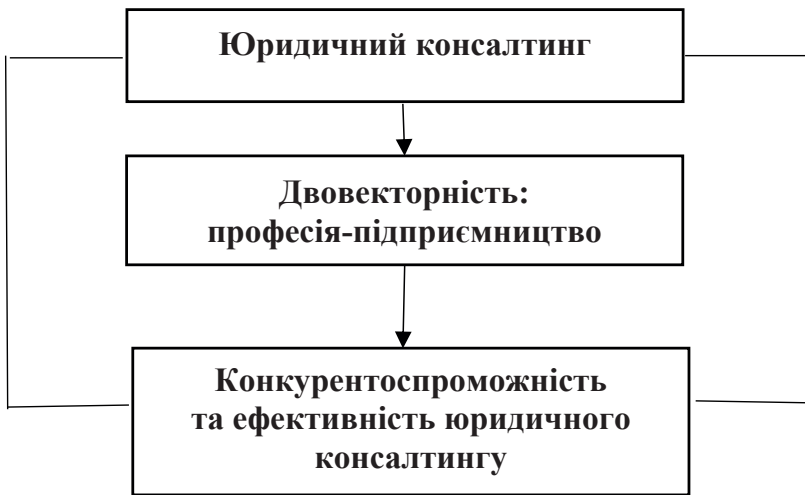 Юридичний консалтинг
Двовекторність:
професія-підприємництво
Конкурентоспроможність
та ефективність юридичного
консалтингу